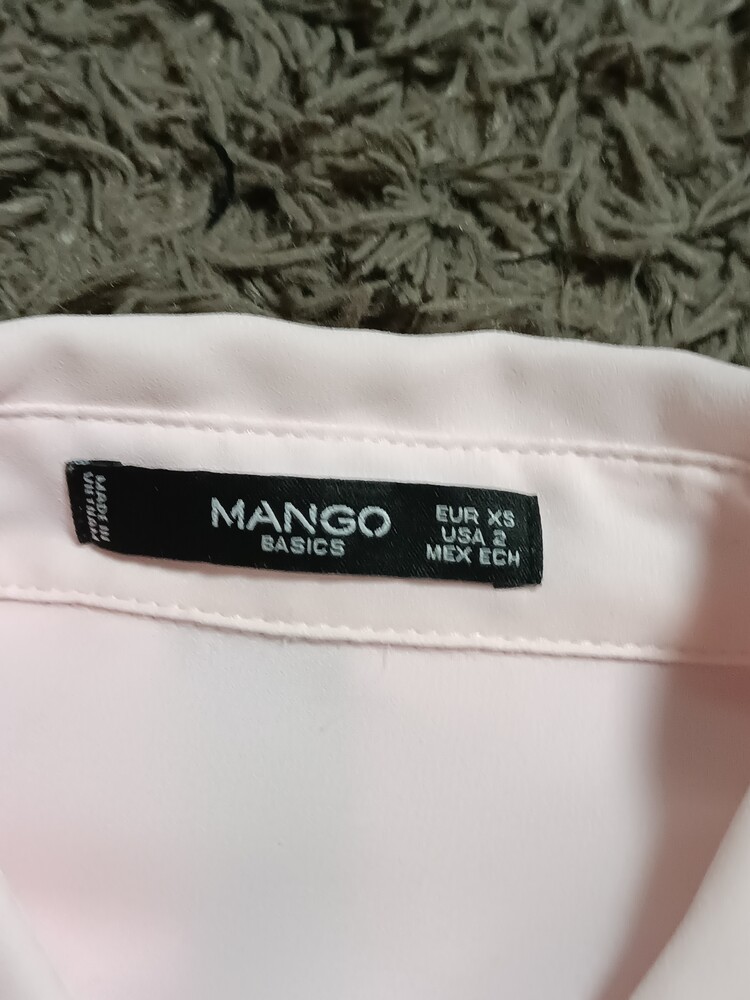 MADE IN
VIETNAM
MANGO
BASICS
EUR XS
USA 2
MEX ECH